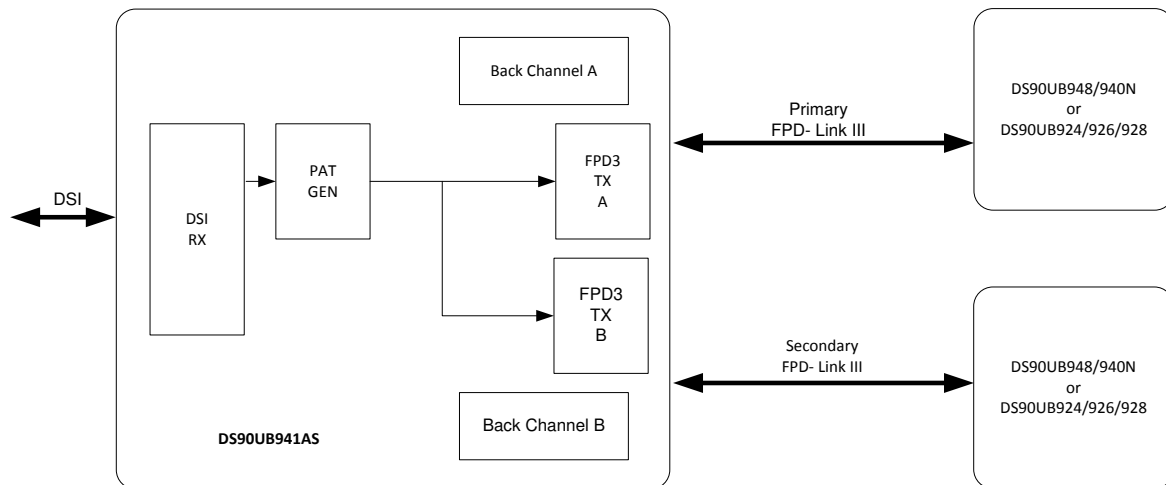 DSI
DSI
RX
PAT
GEN
Back Channel A
FPD3
TX
A
FPD3
TX
B
Back Channel B
DS90UB941AS
Primary
FPD- Link III
DS90UB948/940N
or
DS90UB924/926/928
Secondary
FPD- Link III
DS90UB948/940N
or
DS90UB924/926/928